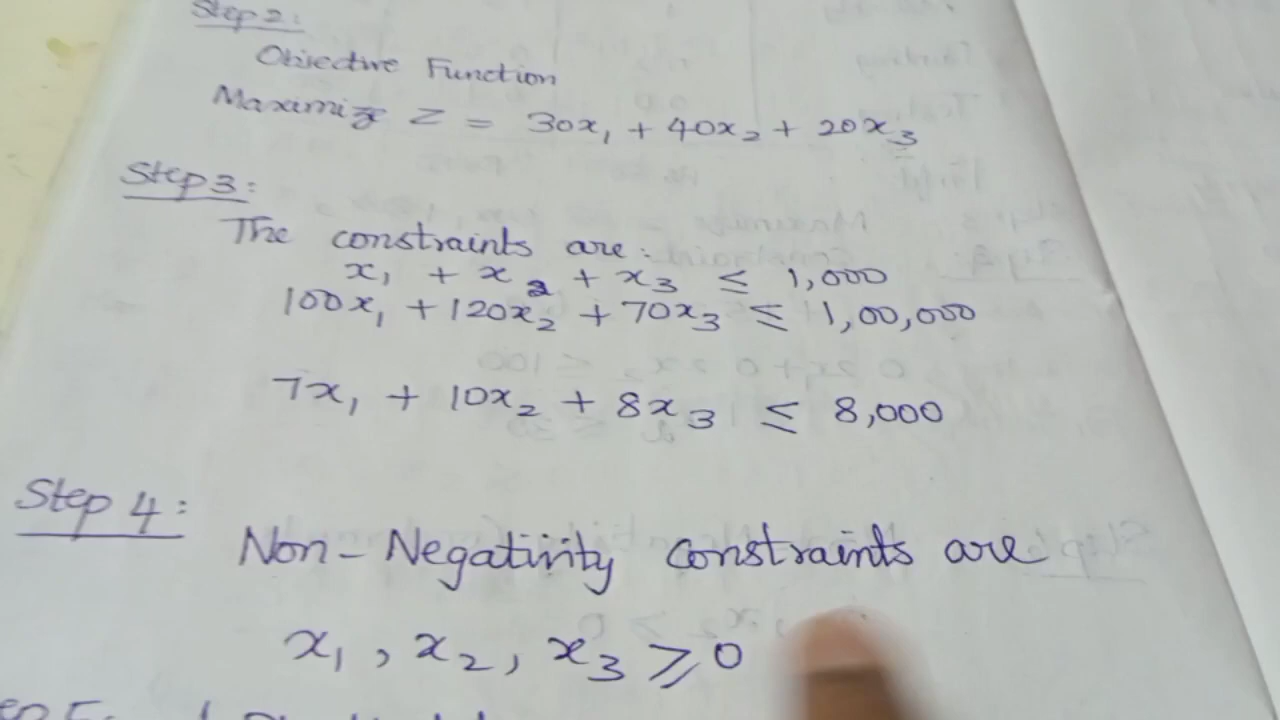 Step 2:
Objective Function
Maximize Z = 30x₁ + 40x₂ + 20x₃
Step 3:
The constraints are:
x₁ + x₂ + x₃ ≤ 1,000
100x₁ + 120x₂ + 70x₃ ≤ 1,00,000
7x₁ + 10x₂ + 8x₃ ≤ 8,000
Step 4:
Non-Negativity constraints are
x₁, x₂, x₃ ≥ 0